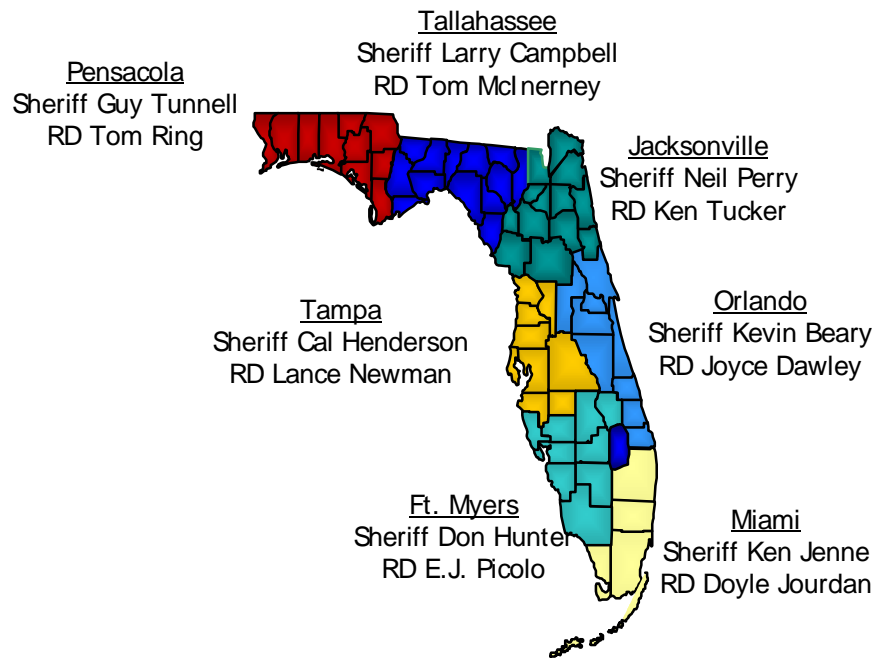 Tallahassee
Sheriff Larry Campbell
RD Tom McInerney
Pensacola
Sheriff Guy Tunnell
RD Tom Ring
Jacksonville
Sheriff Neil Perry
RD Ken Tucker
Tampa
Sheriff Cal Henderson
RD Lance Newman
Orlando
Sheriff Kevin Beary
RD Joyce Dawley
Ft. Myers
Sheriff Don Hunter
RD E.J. Picolo
Miami
Sheriff Ken Jenne
RD Doyle Jourdan